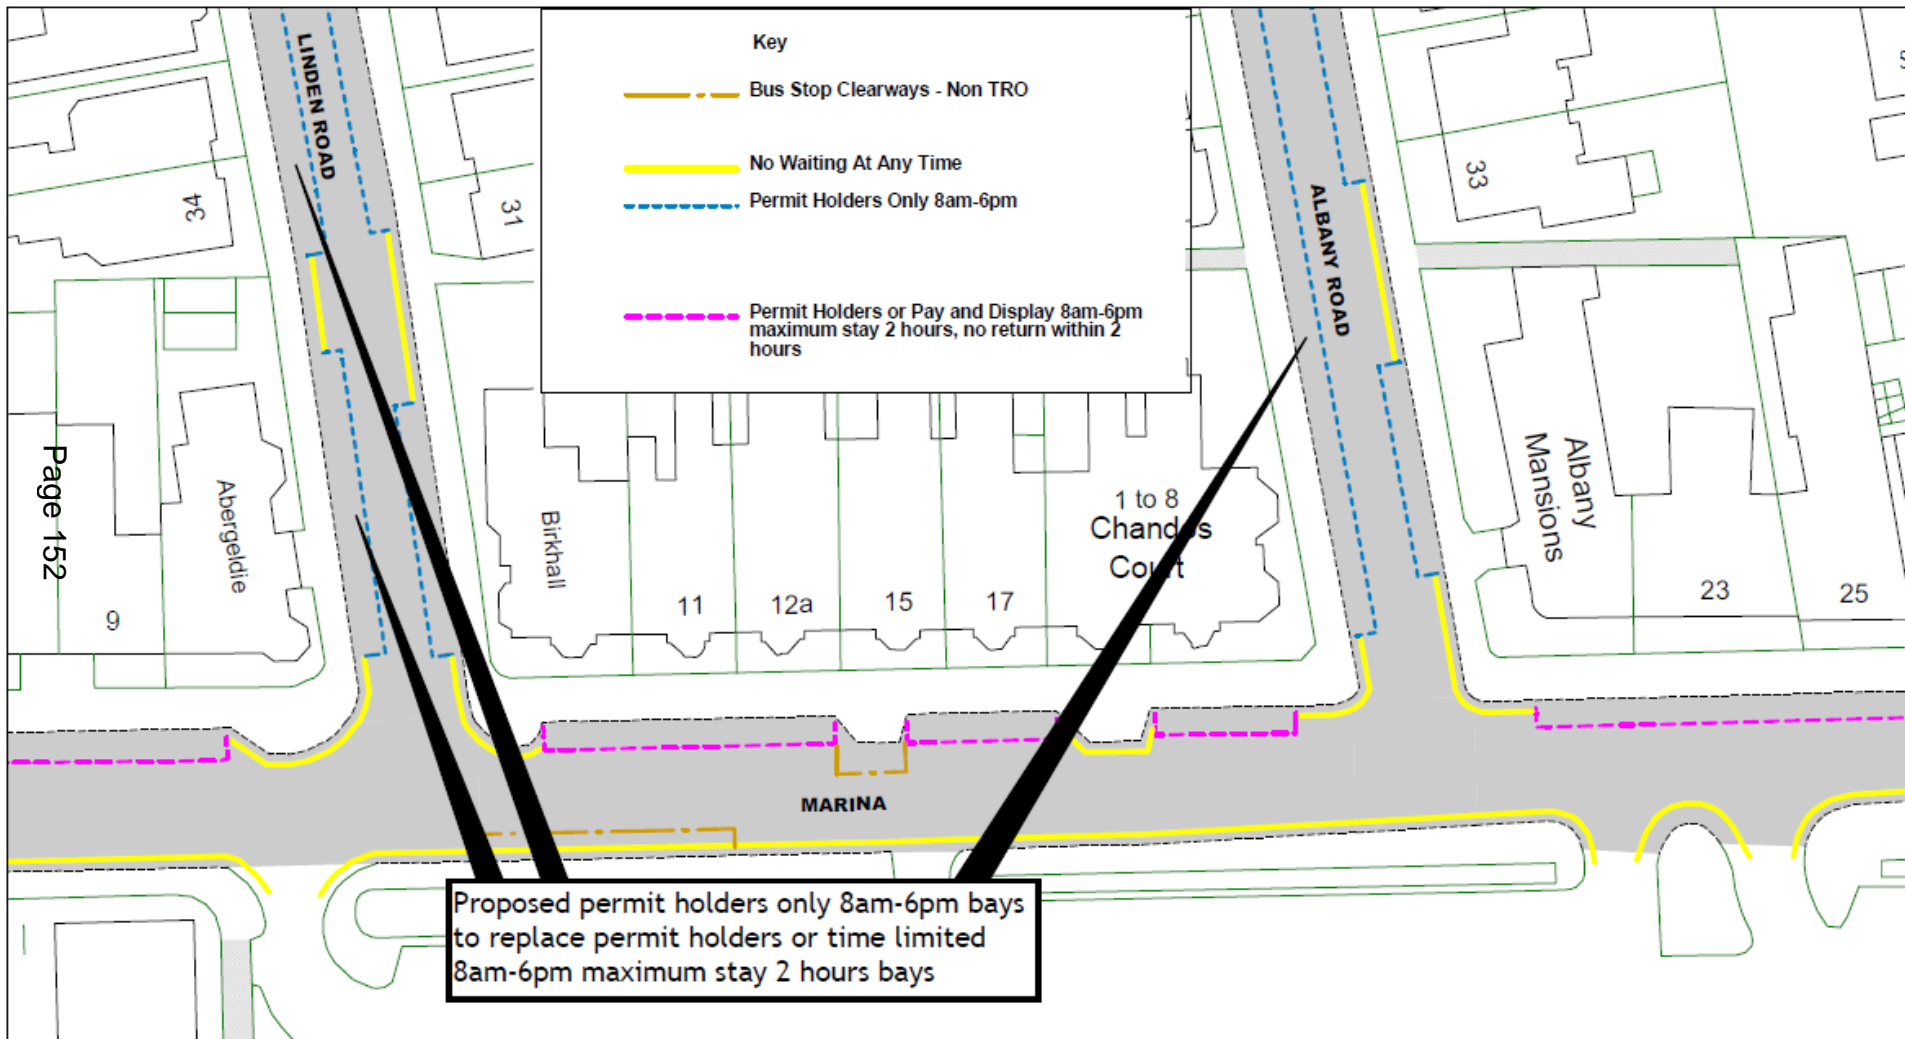 Key
Bus Stop Clearways - Non TRO
No Waiting At Any Time
Permit Holders Only 8am-6pm
Permit Holders or Pay and Display 8am-6pm
maximum stay 2 hours, no return within 2
hours
LINDEN ROAD
ALBANY ROAD
34
31
33
Page 152
Abergeldie
9
Birkhall
11
12a
15
17
1 to 8
Chandos
Court
Albany
Mansions
23
25
MARINA
Proposed permit holders only 8am-6pm bays
to replace permit holders or time limited
8am-6pm maximum stay 2 hours bays